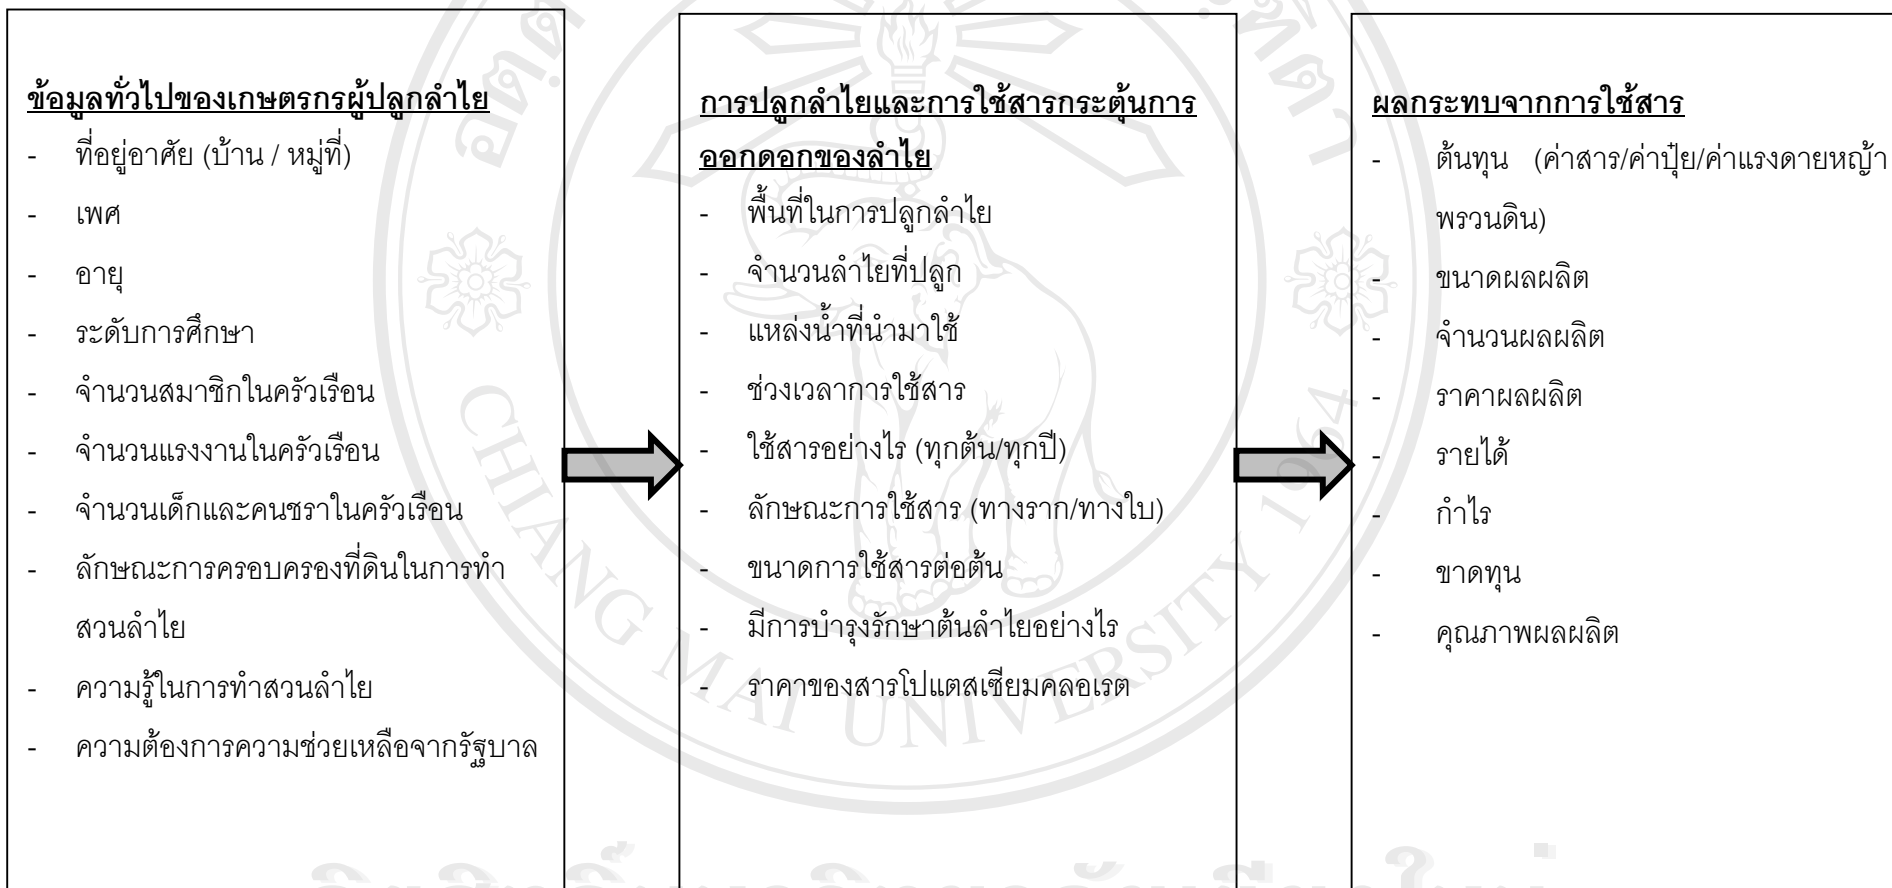 ข้อมูลทั่วไปของเกษตรกรผู้ปลูกลำไย
- ที่อยู่อาศัย (บ้าน / หมู่ที่)
- เพศ
- อายุ
- ระดับการศึกษา
- จำนวนสมาชิกในครัวเรือน
- จำนวนแรงงานในครัวเรือน
- จำนวนเด็กและคนชราในครัวเรือน
- ลักษณะการครอบครองที่ดินในการทำ
สวนลำไย
- ความรู้ในการทำสวนลำไย
- ความต้องการความช่วยเหลือจากรัฐบาล
การปลูกลำไยและการใช้สารกระตุ้นการ
ออกดอกของลำไย
- พื้นที่ในการปลูกลำไย
- จำนวนลำไยที่ปลูก
- แหล่งน้ำที่นำมาใช้
- ช่วงเวลาการใช้สาร
- ใช้สารอย่างไร (ทุกต้น/ทุกปี)
- ลักษณะการใช้สาร (ทางราก/ทางใบ)
- ขนาดการใช้สารต่อต้น
- มีการบำรุงรักษาต้นลำไยอย่างไร
- ราคาของสารโปแตสเซียมคลอเรต
ผลกระทบจากการใช้สาร
- ต้นทุน (ค่าสาร/ค่าปุ๋ย/ค่าแรงดายหญ้า
พรวนดิน)
- ขนาดผลผลิต
- จำนวนผลผลิต
- ราคาผลผลิต
- รายได้
- กำไร
- ขาดทุน
- คุณภาพผลผลิต
CHIANG MAI UNIVERSITY 1964